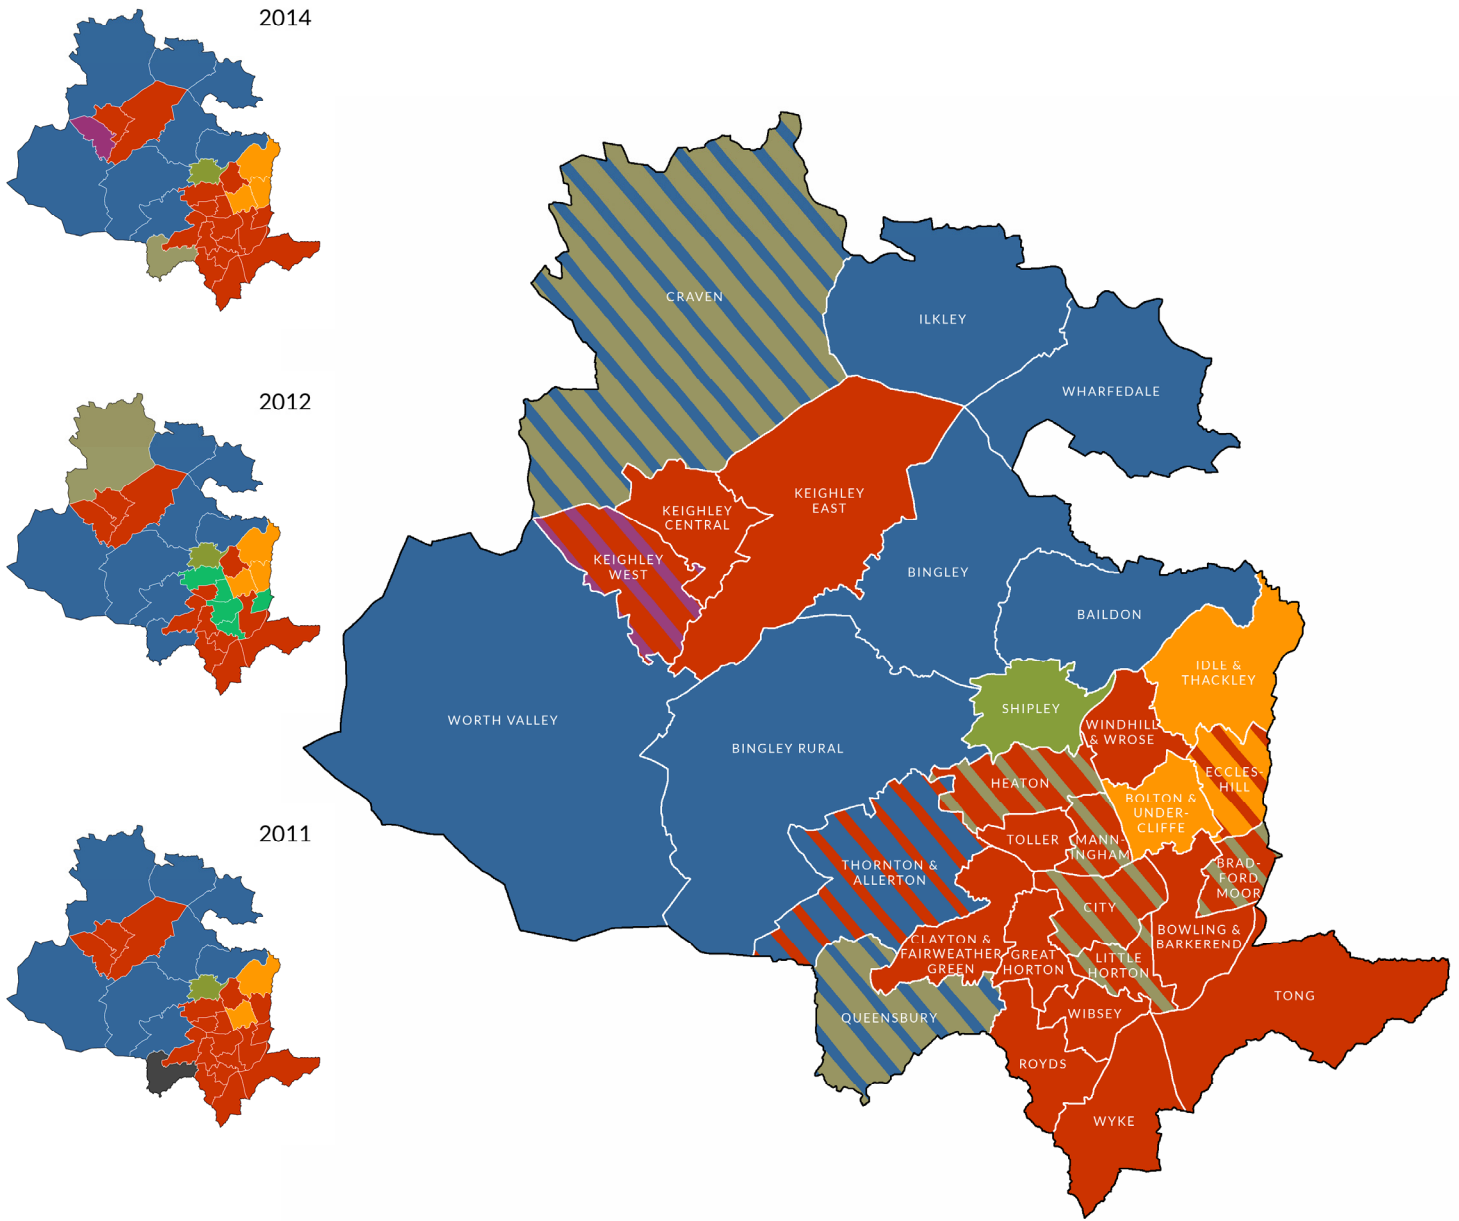 2014
2012
2011
CRAVEN
ILKLEY
WHARFEDALE
KEIGHLEY
EAST
KEIGHLEY
CENTRAL
KEIGHLEY
WEST
BINGLEY
BAILDON
IDLE &
THACKLEY
WORTH VALLEY
BINGLEY RURAL
SHIPLEY
WINDHILL
& WROSE
ECCLES-
HILL
HEATON
BOLTON &
UNDER-
CLIFFE
TOLLER
MANN-
INGHAM
THORNTON &
ALLERTON
BRAD-
FORD
MOOR
CITY
BOWLING &
BARKEREND
CLAYTON &
FAIRWEATHER
GREEN
GREAT
HORTON
LITTLE
HORTON
TONG
QUEENSBURY
WIBSEY
ROYDS
WYKE